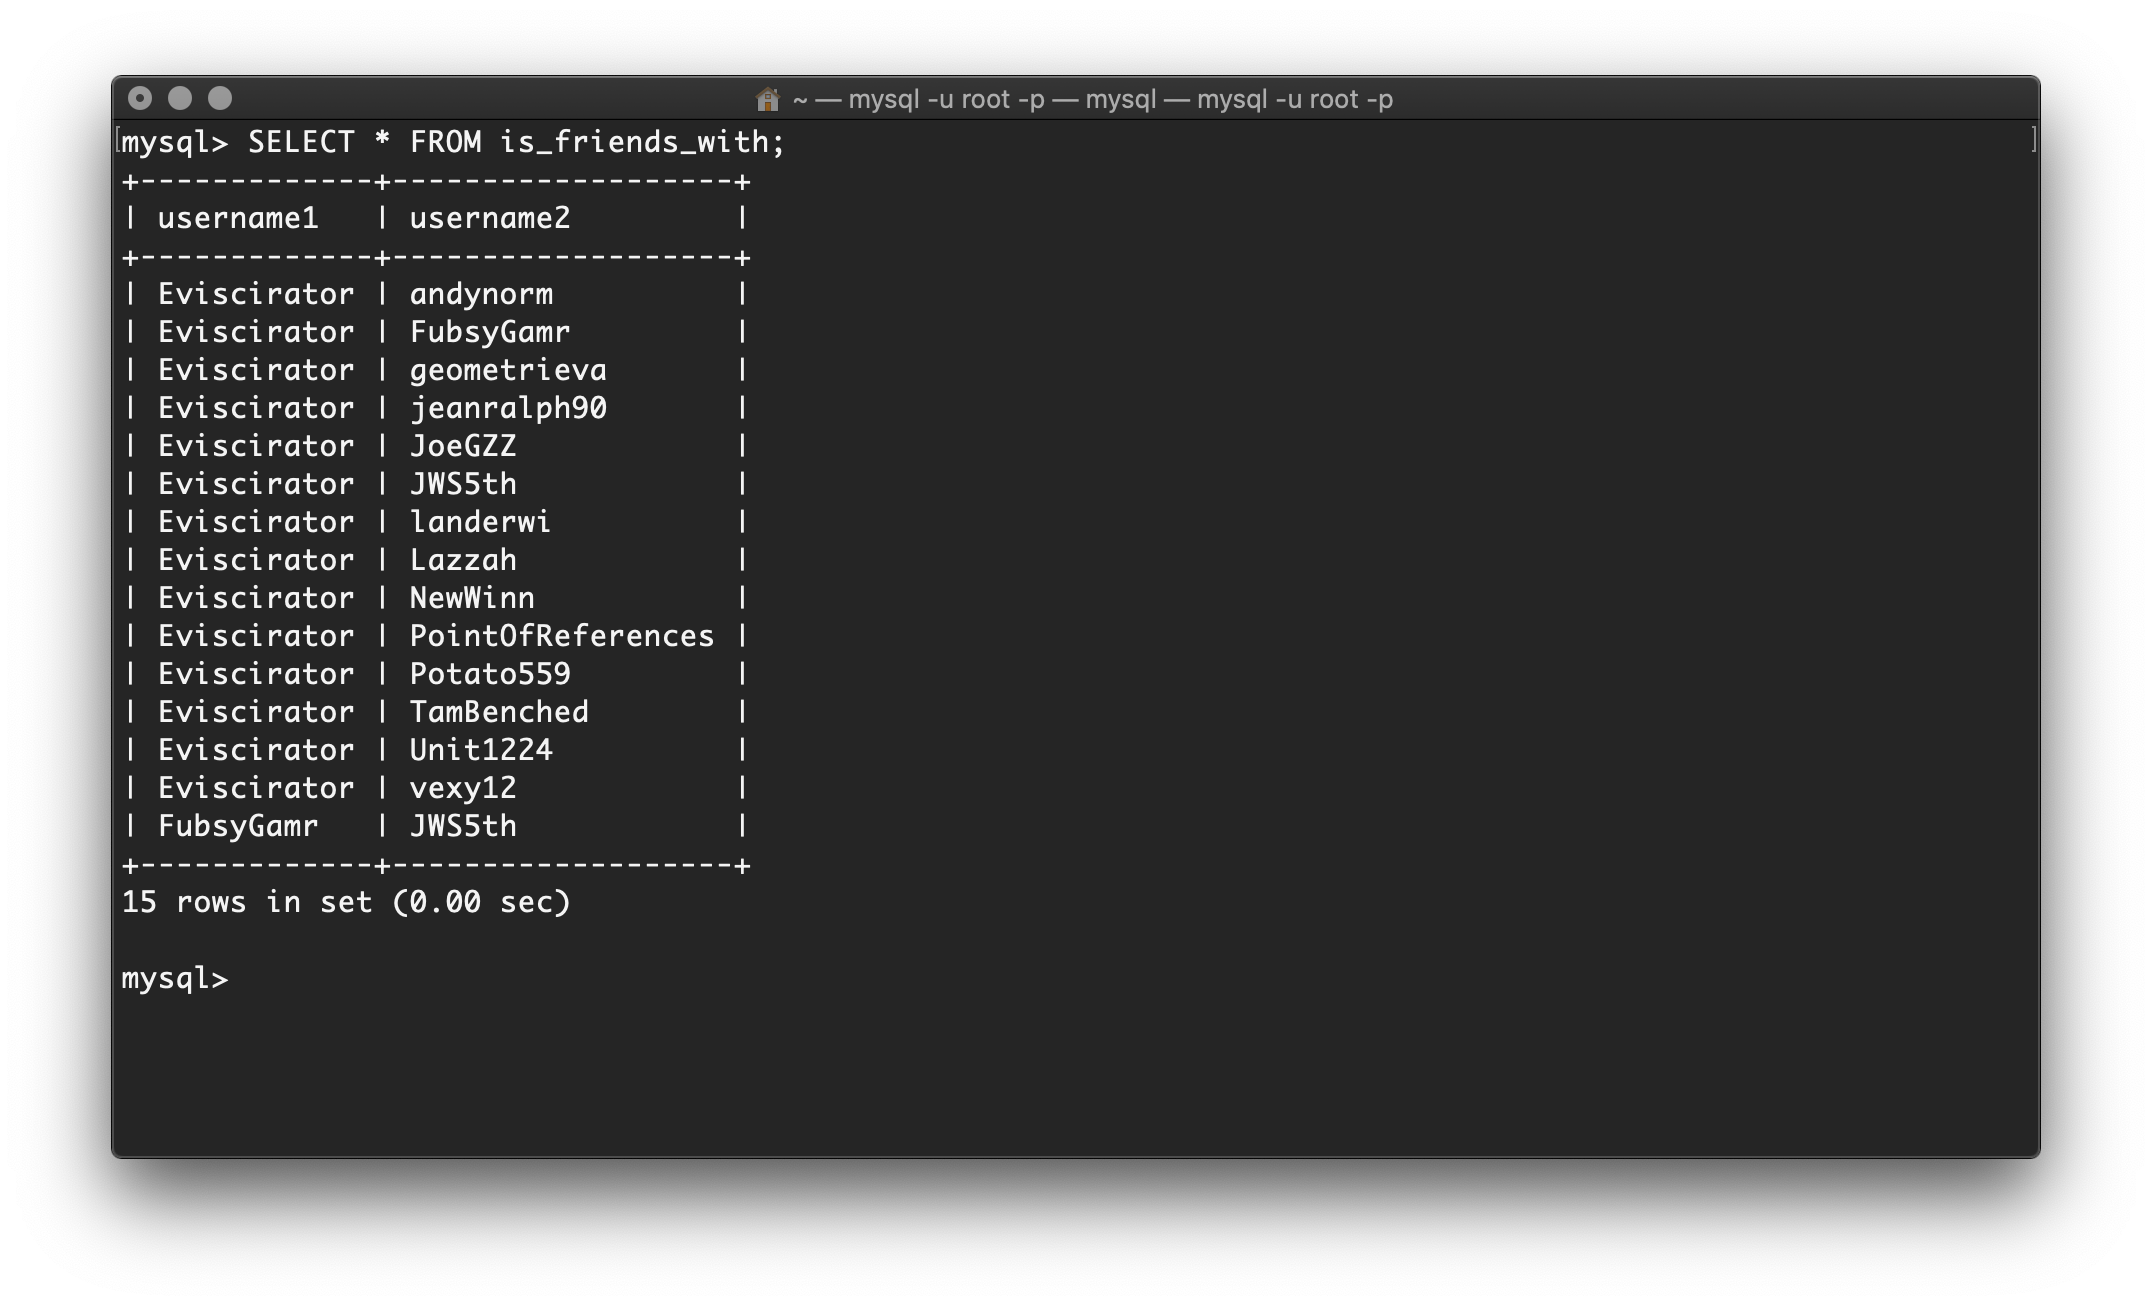 ~ — mysql -u root -p — mysql — mysql -u root -p
mysql> SELECT * FROM is_friends_with;
+-------------+-------------------+
| username1   | username2         |
+-------------+-------------------+
| Eviscirator | andynorm          |
| Eviscirator | FubsyGamr         |
| Eviscirator | geometrieva       |
| Eviscirator | jeanralph90       |
| Eviscirator | JoeGZZ            |
| Eviscirator | JWS5th            |
| Eviscirator | landerwi          |
| Eviscirator | Lazzah            |
| Eviscirator | NewWinn           |
| Eviscirator | PointOfReferences |
| Eviscirator | Potato559         |
| Eviscirator | TamBenched        |
| Eviscirator | Unit1224          |
| Eviscirator | vexy12            |
| FubsyGamr   | JWS5th            |
+-------------+-------------------+
15 rows in set (0.00 sec)
mysql>